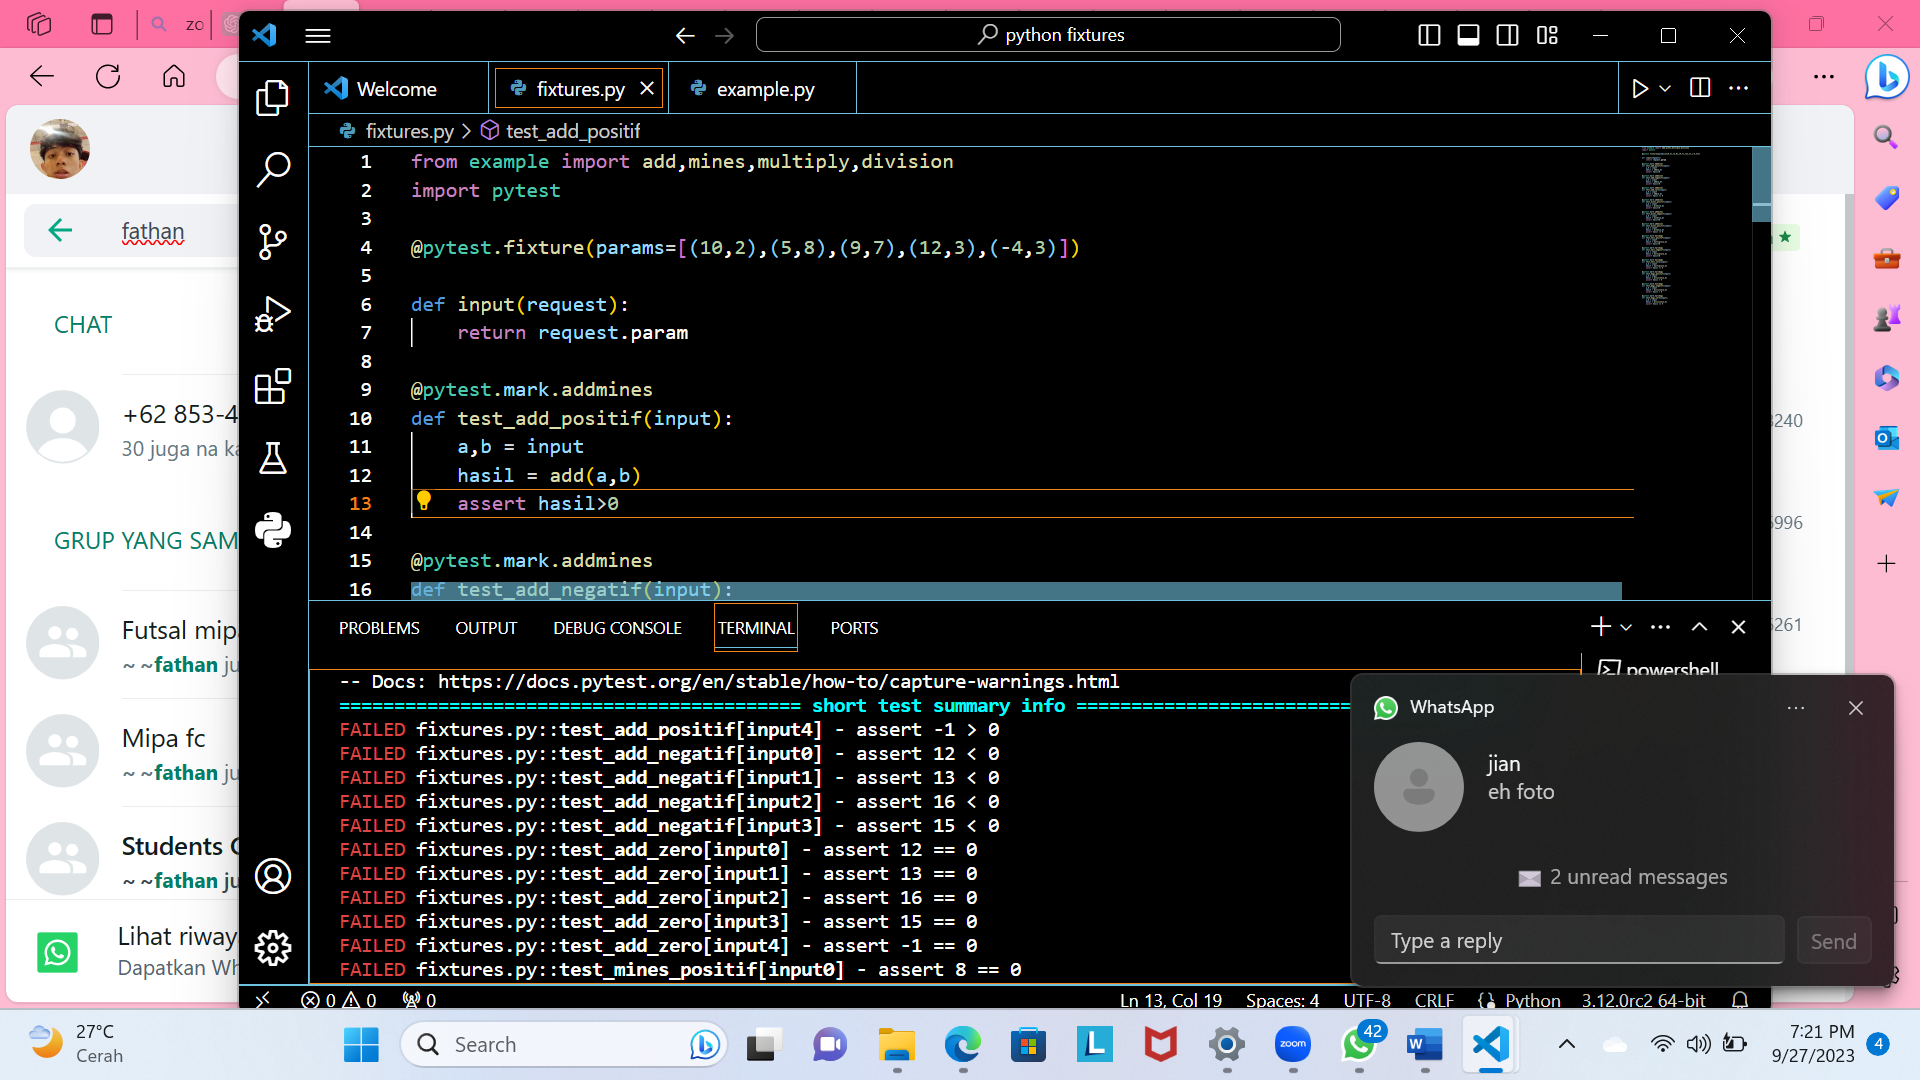 zo
python fixtures
Welcome
fixtures.py
example.py
fixtures.py > test_add_positif
1 from example import add,mines,multiply,division
2 import pytest
3
4 @pytest.fixture(params=[(10,2),(5,8),(9,7),(12,3),(-4,3)])
5
6 def input(request):
7 return request.param
8
9 @pytest.mark.addmines
10 def test_add_positif(input):
11 a,b = input
12 hasil = add(a,b)
13 assert hasil>0
14
15 @pytest.mark.addmines
16 def test_add_negatif(input):
PROBLEMS OUTPUT DEBUG CONSOLE TERMINAL PORTS
powershell
-- Docs: https://docs.pytest.org/en/stable/how-to/capture-warnings.html
========================================== short test summary info =========================
FAILED fixtures.py::test_add_positif[input4] - assert -1 > 0
FAILED fixtures.py::test_add_negatif[input0] - assert 12 < 0
FAILED fixtures.py::test_add_negatif[input1] - assert 13 < 0
FAILED fixtures.py::test_add_negatif[input2] - assert 16 < 0
FAILED fixtures.py::test_add_negatif[input3] - assert 15 < 0
FAILED fixtures.py::test_add_zero[input0] - assert 12 == 0
FAILED fixtures.py::test_add_zero[input1] - assert 13 == 0
FAILED fixtures.py::test_add_zero[input2] - assert 16 == 0
FAILED fixtures.py::test_add_zero[input3] - assert 15 == 0
FAILED fixtures.py::test_add_zero[input4] - assert -1 == 0
FAILED fixtures.py::test_mines_positif[input0] - assert 8 == 0
0 0 0
Ln 13, Col 19 Spaces: 4 UTF-8 CRLF Python 3.12.0rc2 64-bit
fathan
CHAT
+62 853-4
30 juga na ka
GRUP YANG SAM
Futsal mip
~ ~fathan ju
Mipa fc
~ ~fathan ju
Students
~ ~fathan ju
Lihat riway
Dapatkan Wh
3240
5996
5261
WhatsApp
jian
eh foto
2 unread messages
Type a reply
Send
27°C
Cerah
Search
zoom
42
7:21 PM
9/27/2023
4